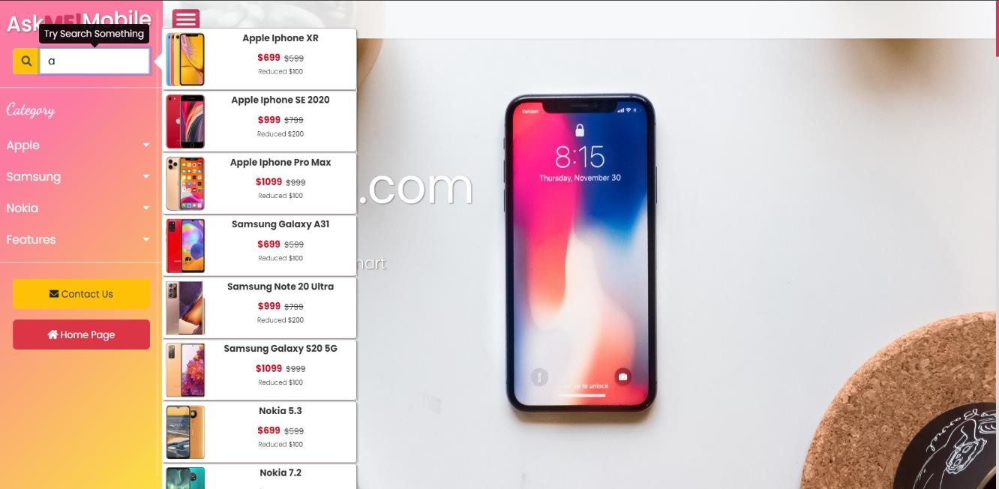 AskME!Mobile
Try Search Something
a
Category
Apple
Samsung
Nokia
Features
Contact Us
Home Page
Apple Iphone XR
$699 $599
Reduced $100
Apple Iphone SE 2020
$999 $799
Reduced $200
Apple Iphone Pro Max
$1099 $999
Reduced $100
Samsung Galaxy A31
$699 $599
Reduced $100
Samsung Note 20 Ultra
$999 $799
Reduced $200
Samsung Galaxy S20 5G
$1099 $999
Reduced $100
Nokia 5.3
$699 $599
Reduced $100
Nokia 7.2
.com
Verizon
8:15
Thursday, November 30
up to unlock